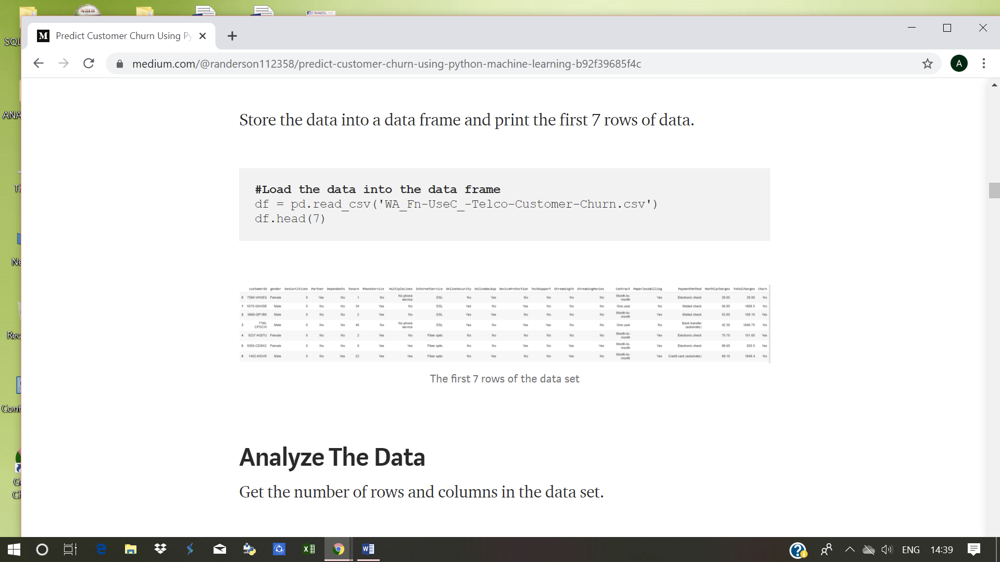 Predict Customer Churn Using Py
medium.com/@randerson112358/predict-customer-churn-using-python-machine-learning-b92f39685f4c
Store the data into a data frame and print the first 7 rows of data.
#Load the data into the data frame
df = pd.read_csv('WA_Fn-UseC_-Telco-Customer-Churn.csv')
df.head(7)
customerID gender SeniorCitizen Partner Dependents tenure PhoneService MultipleLines InternetService OnlineSecurity OnlineBackup DeviceProtection TechSupport StreamingTV StreamingMovies Contract PaperlessBilling PaymentMethod MonthlyCharges TotalCharges Churn
0 7590-VHVEG Female 0 Yes No 1 No No phone service DSL No Yes No No No No Month-to-month Yes Electronic check 29.85 29.85 No
1 5575-GNVDE Male 0 No No 34 Yes No DSL Yes No Yes No No No One year No Mailed check 56.95 1889.5 No
2 3668-QPYBK Male 0 No No 2 Yes No DSL Yes Yes No No No No Month-to-month Yes Mailed check 53.85 108.15 Yes
3 7795-CFOCW Male 0 No No 45 No No phone service DSL Yes No Yes Yes No No One year No Bank transfer (automatic) 42.30 1840.75 No
4 9237-HQITU Female 0 No No 2 Yes No Fiber optic No No No No No No Month-to-month Yes Electronic check 70.70 151.65 Yes
5 9305-CDSKC Female 0 No No 8 Yes Yes Fiber optic No No Yes No Yes Yes Month-to-month Yes Electronic check 99.65 820.5 Yes
6 1452-KIOVK Male 0 No Yes 22 Yes Yes Fiber optic No Yes No No Yes No Month-to-month Yes Credit card (automatic) 89.10 1949.4 No
The first 7 rows of the data set
Analyze The Data
Get the number of rows and columns in the data set.
SQL
ANA
Th
Ne
Rec
Cont
G
Ch
A
ENG
14:39